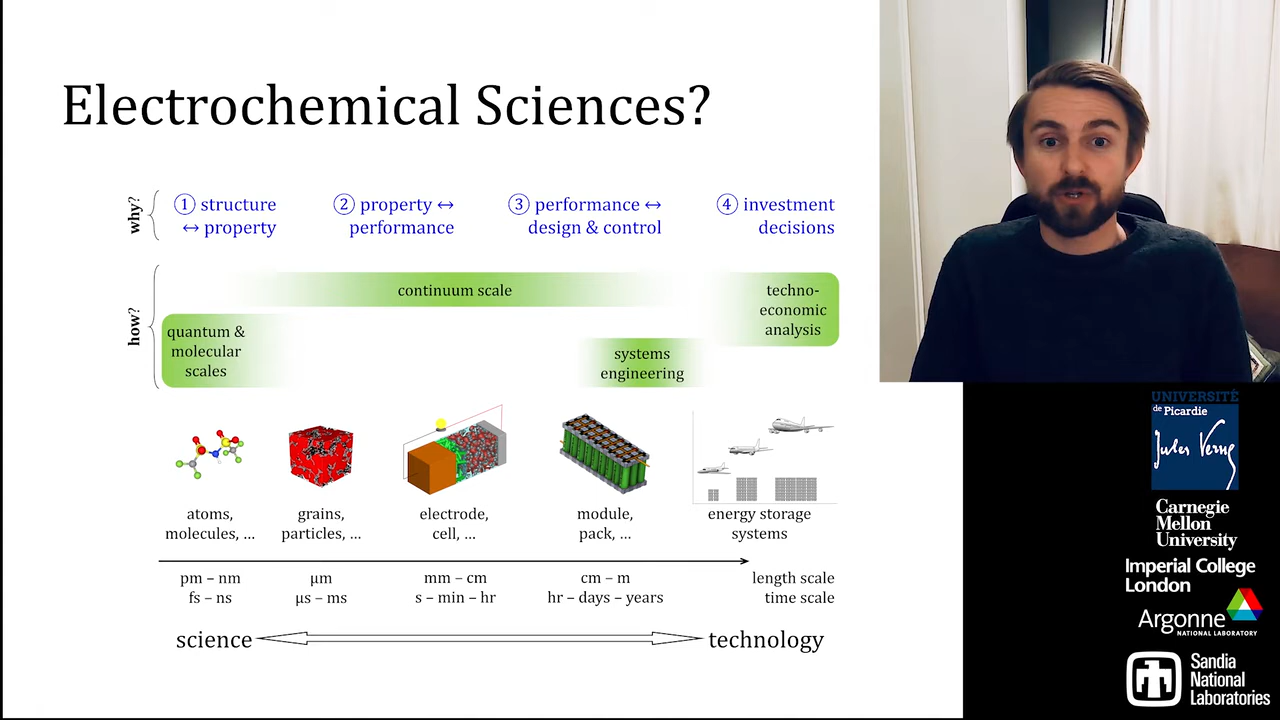 Electrochemical Sciences?
why?
① structure
↔ property
② property ↔
performance
③ performance ↔
design & control
④ investment
decisions
how?
continuum scale
techno-
economic
analysis
quantum &
molecular
scales
systems
engineering
atoms,
molecules, ...
grains,
particles, ...
electrode,
cell, ...
module,
pack, ...
energy storage
systems
pm – nm
fs – ns
μm
μs – ms
mm – cm
s – min – hr
cm – m
hr – days – years
length scale
time scale
science
technology
UNIVERSITÉ
de Picardie
Jules Verne
Carnegie
Mellon
University
Imperial College
London
Argonne
NATIONAL LABORATORY
Sandia
National
Laboratories